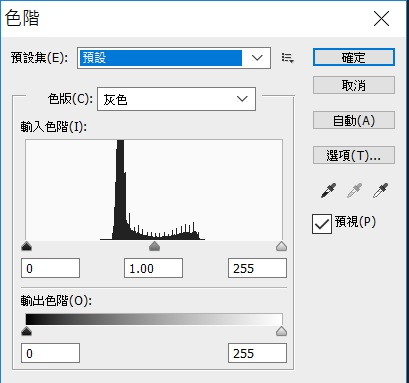 色階
預設集(E): 預設
確定
取消
色版(C): 灰色
自動(A)
輸入色階(I):
選項(T)...
預視(P)
0 1.00 255
輸出色階(O):
0 255